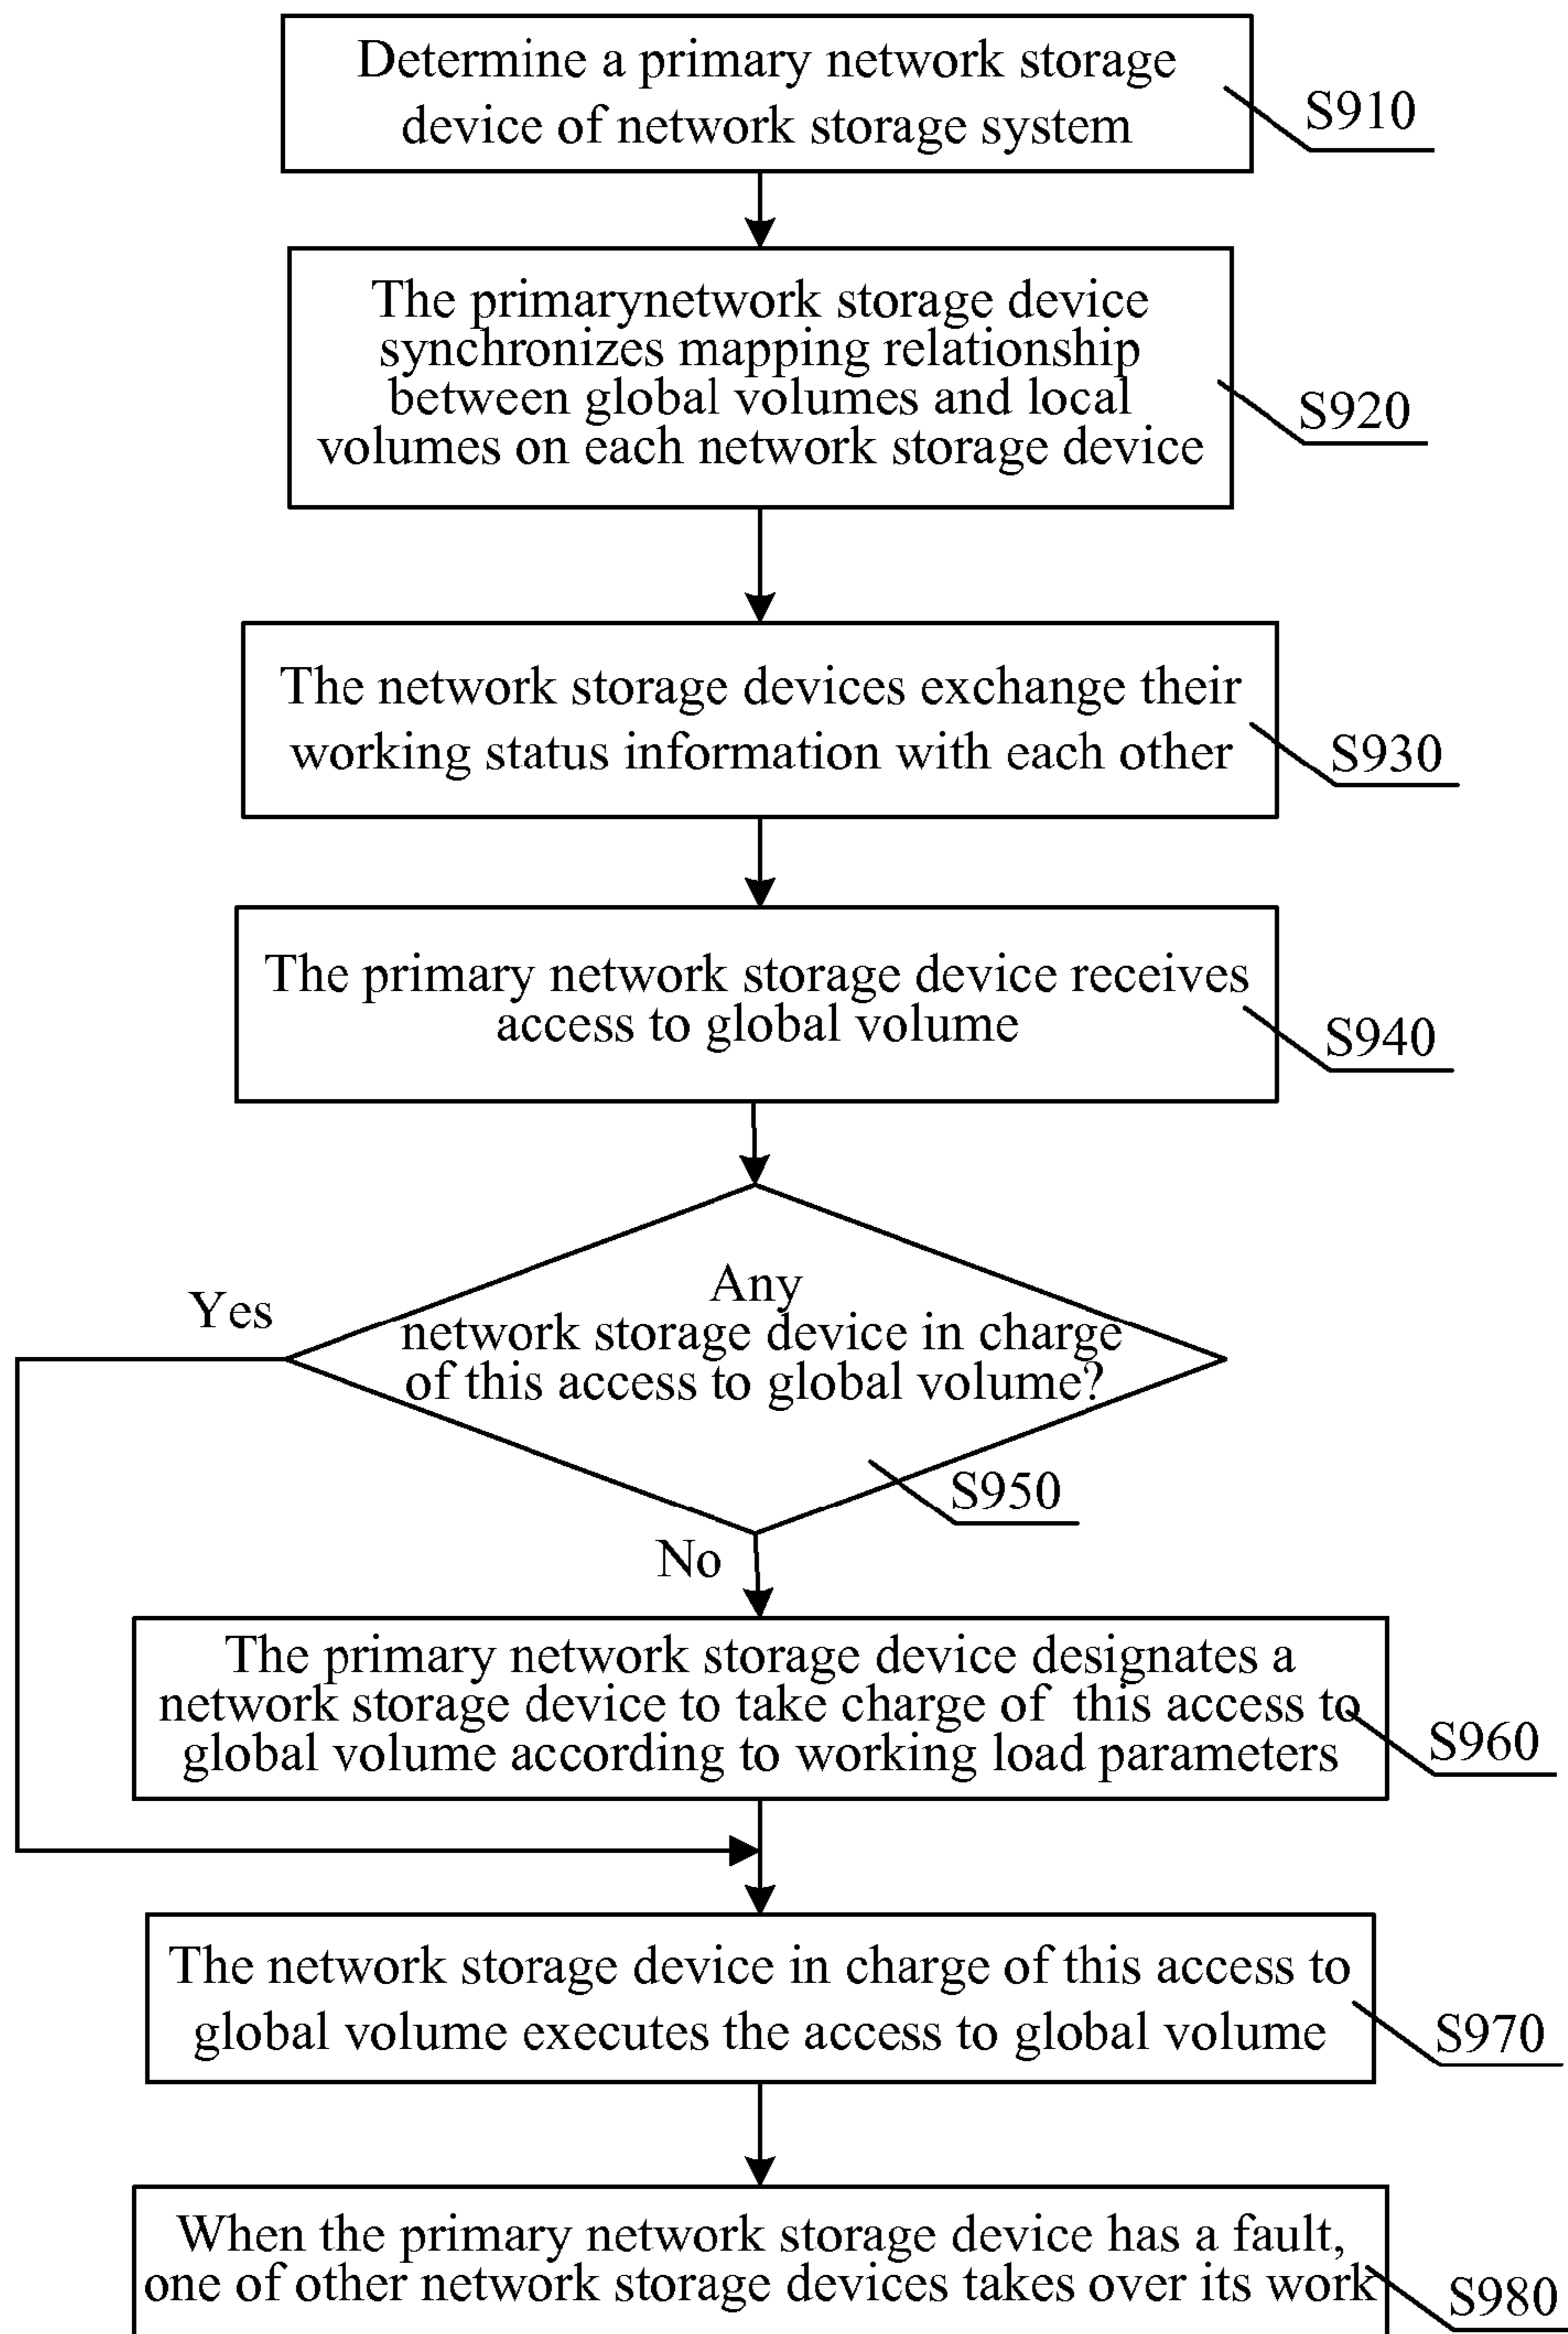 Determine a primary network storage
device of network storage system
S910
The primarynetwork storage device
synchronizes mapping relationship
between global volumes and local
volumes on each network storage device
S920
The network storage devices exchange their
working status information with each other
S930
The primary network storage device receives
access to global volume
S940
Any
network storage device in charge
of this access to global volume?
Yes
S950
No
The primary network storage device designates a
network storage device to take charge of this access to
global volume according to working load parameters
S960
The network storage device in charge of this access to
global volume executes the access to global volume
S970
When the primary network storage device has a fault,
one of other network storage devices takes over its work
S980